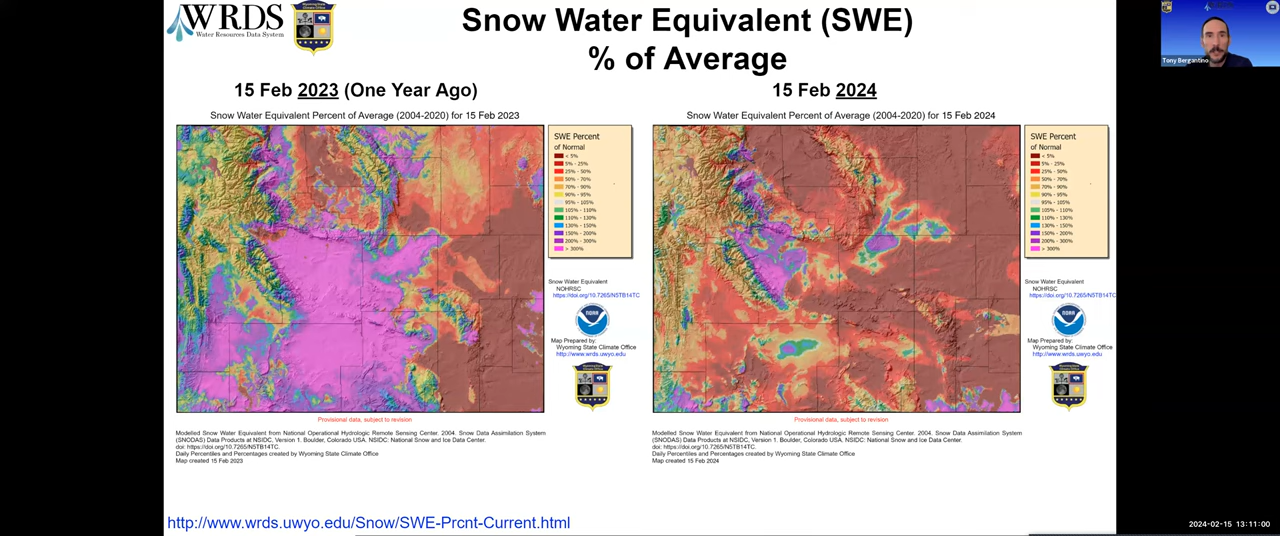 WRDS
Water Resources Data System
Snow Water Equivalent (SWE)
% of Average
15 Feb 2023 (One Year Ago)
Snow Water Equivalent Percent of Average (2004-2020) for 15 Feb 2023
SWE Percent
of Normal
< 5%
5% - 25%
25% - 50%
50% - 70%
70% - 90%
90% - 95%
95% - 105%
105% - 110%
110% - 130%
130% - 150%
150% - 200%
200% - 300%
> 300%
Snow Water Equivalent
NOHRSC
https://doi.org/10.7265/N5TB14TC
NOAA
Map Prepared by:
Wyoming State Climate Office
http://www.wrds.uwyo.edu
Provisional data, subject to revision
Modelled Snow Water Equivalent from National Operational Hydrologic Remote Sensing Center. 2004. Snow Data Assimilation System
(SNODAS) Data Products at NSIDC, Version 1. Boulder, Colorado USA. NSIDC: National Snow and Ice Data Center.
doi: https://doi.org/10.7265/N5TB14TC.
Daily Percentiles and Percentages created by Wyoming State Climate Office
Map created 15 Feb 2023
15 Feb 2024
Snow Water Equivalent Percent of Average (2004-2020) for 15 Feb 2024
SWE Percent
of Normal
< 5%
5% - 25%
25% - 50%
50% - 70%
70% - 90%
90% - 95%
95% - 105%
105% - 110%
110% - 130%
130% - 150%
150% - 200%
200% - 300%
> 300%
Snow Water Equivalent
NOHRSC
https://doi.org/10.7265/N5TB14TC
NOAA
Map Prepared by:
Wyoming State Climate Office
http://www.wrds.uwyo.edu
Provisional data, subject to revision
Modelled Snow Water Equivalent from National Operational Hydrologic Remote Sensing Center. 2004. Snow Data Assimilation System
(SNODAS) Data Products at NSIDC, Version 1. Boulder, Colorado USA. NSIDC: National Snow and Ice Data Center.
doi: https://doi.org/10.7265/N5TB14TC.
Daily Percentiles and Percentages created by Wyoming State Climate Office
Map created 15 Feb 2024
http://www.wrds.uwyo.edu/Snow/SWE-Prcnt-Current.html
Tony Bergantino
2024-02-15 13:11:00